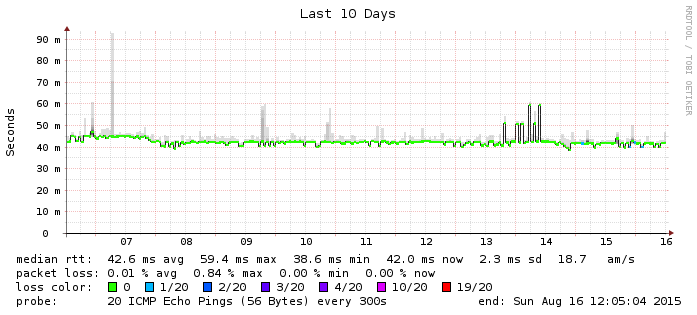 Last 10 Days
RRDTOOL / TOBI OETIKER
Seconds
90 m
80 m
70 m
60 m
50 m
40 m
30 m
20 m
10 m
0
07 08 09 10 11 12 13 14 15 16
median rtt: 42.6 ms avg 59.4 ms max 38.6 ms min 42.0 ms now 2.3 ms sd 18.7 am/s
packet loss: 0.01 % avg 0.84 % max 0.00 % min 0.00 % now
loss color: 0 1/20 2/20 3/20 4/20 10/20 19/20
probe: 20 ICMP Echo Pings (56 Bytes) every 300s end: Sun Aug 16 12:05:04 2015